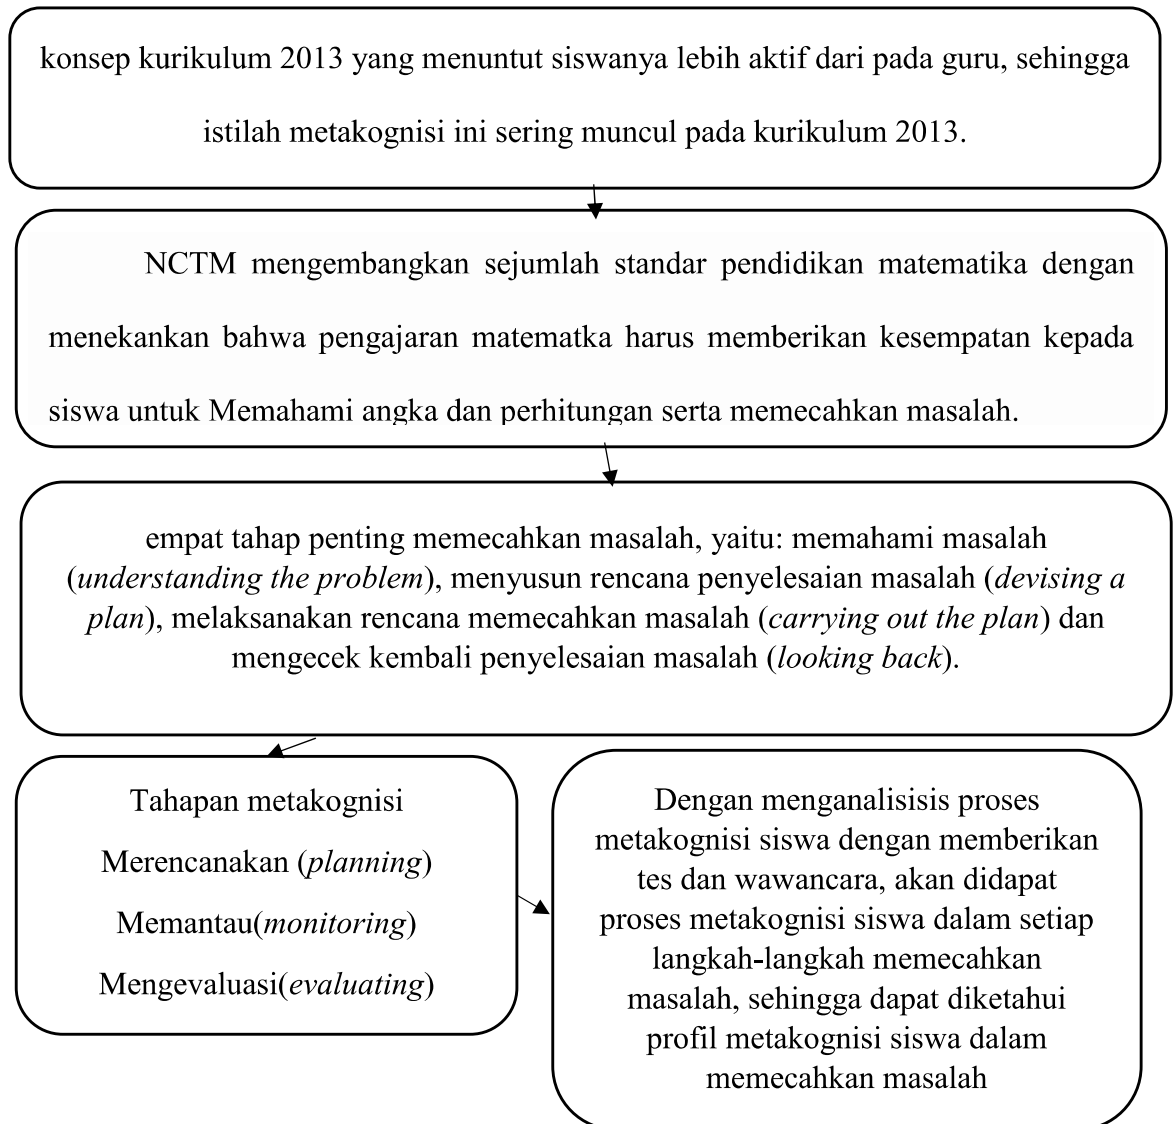 konsep kurikulum 2013 yang menuntut siswanya lebih aktif dari pada guru, sehingga
istilah metakognisi ini sering muncul pada kurikulum 2013.
NCTM mengembangkan sejumlah standar pendidikan matematika dengan
menekankan bahwa pengajaran matematka harus memberikan kesempatan kepada
siswa untuk Memahami angka dan perhitungan serta memecahkan masalah.
empat tahap penting memecahkan masalah, yaitu: memahami masalah
(understanding the problem), menyusun rencana penyelesaian masalah (devising a
plan), melaksanakan rencana memecahkan masalah (carrying out the plan) dan
mengecek kembali penyelesaian masalah (looking back).
Tahapan metakognisi
Merencanakan (planning)
Memantau(monitoring)
Mengevaluasi(evaluating)
Dengan menganalisisis proses
metakognisi siswa dengan memberikan
tes dan wawancara, akan didapat
proses metakognisi siswa dalam setiap
langkah-langkah memecahkan
masalah, sehingga dapat diketahui
profil metakognisi siswa dalam
memecahkan masalah